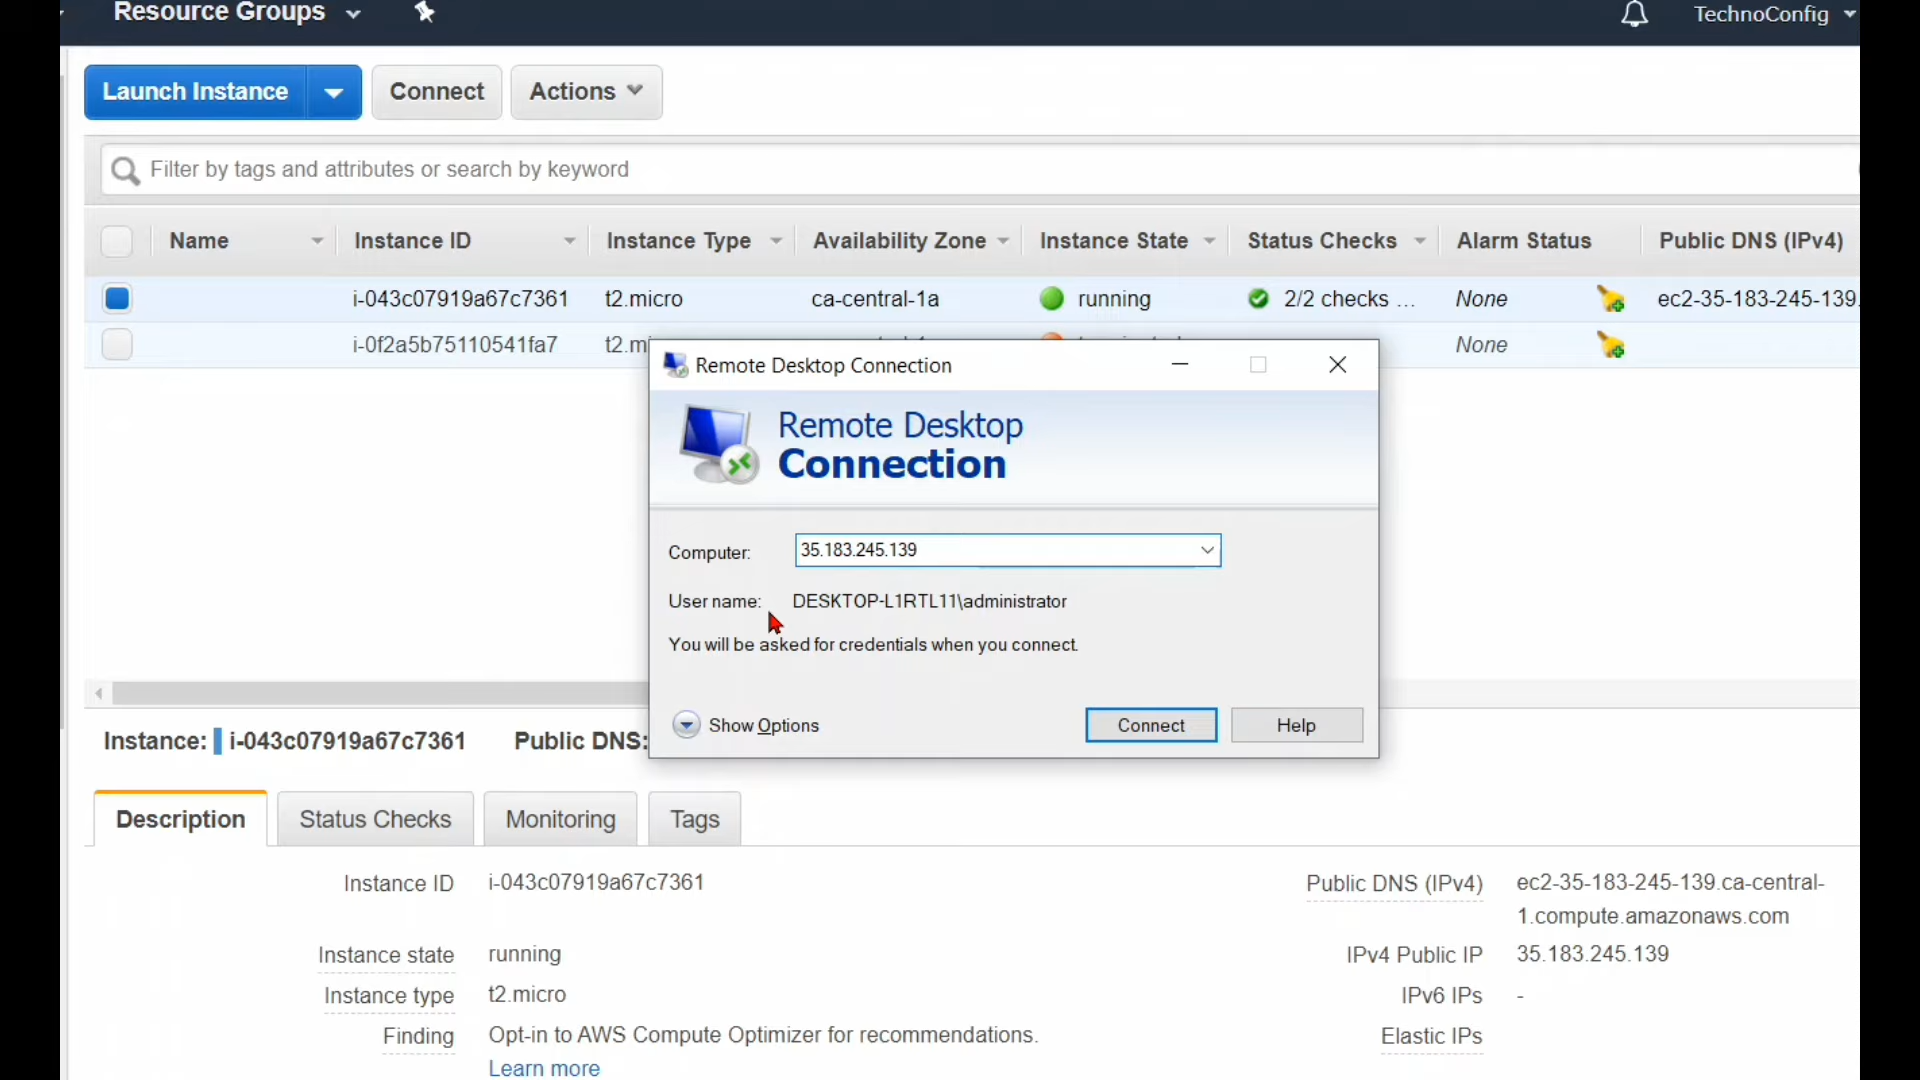 Resource Groups
TechnoConfig
Launch Instance
Connect
Actions
Filter by tags and attributes or search by keyword
Name
Instance ID
Instance Type
Availability Zone
Instance State
Status Checks
Alarm Status
Public DNS (IPv4)
i-043c07919a67c7361
t2.micro
ca-central-1a
running
2/2 checks ...
None
ec2-35-183-245-139.
i-0f2a5b75110541fa7
None
Remote Desktop Connection
Remote Desktop
Connection
Computer:
35.183.245.139
User name:
DESKTOP-L1RTL11\administrator
You will be asked for credentials when you connect.
Show Options
Connect
Help
Instance: i-043c07919a67c7361
Public DNS:
Description
Status Checks
Monitoring
Tags
Instance ID
i-043c07919a67c7361
Public DNS (IPv4)
ec2-35-183-245-139.ca-central-
1.compute.amazonaws.com
Instance state
running
IPv4 Public IP
35.183.245.139
Instance type
t2.micro
IPv6 IPs
-
Finding
Opt-in to AWS Compute Optimizer for recommendations.
Learn more
Elastic IPs